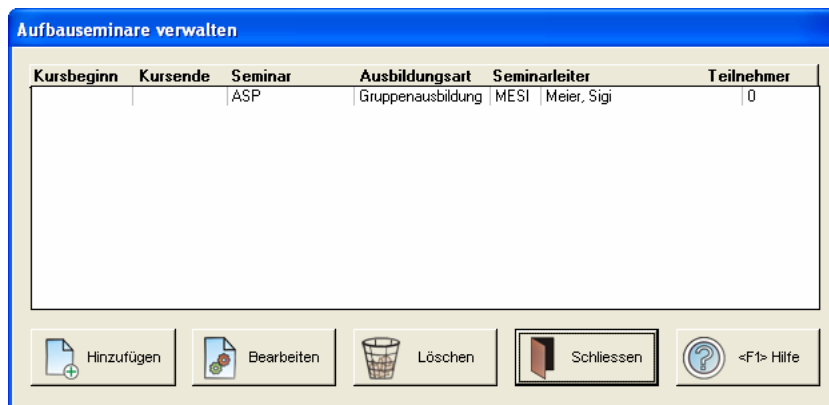 Aufbauseminare verwalten
Kursbeginn Kursende Seminar Ausbildungsart Seminarleiter Teilnehmer
ASP Gruppenausbildung MESI Meier, Sigi 0
Hinzufügen Bearbeiten Löschen Schliessen <F1> Hilfe